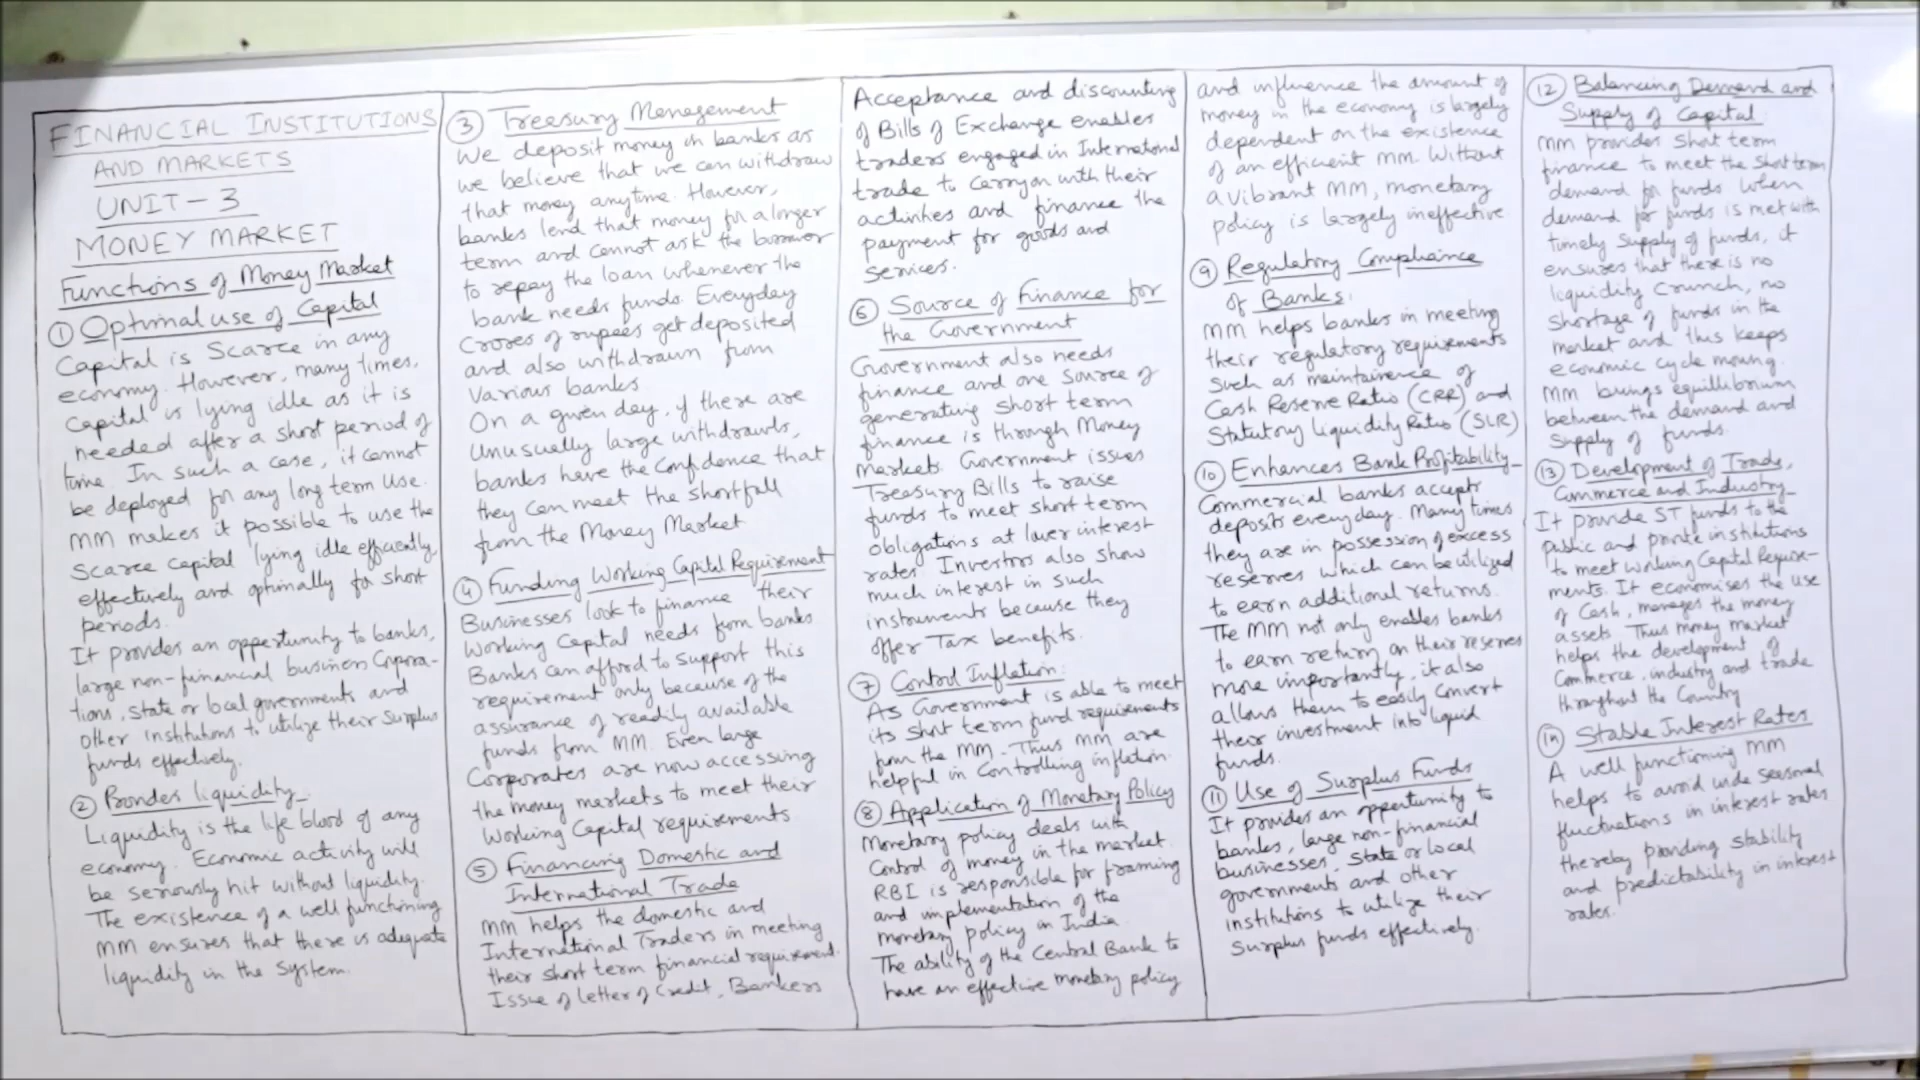 FINANCIAL INSTITUTIONS
AND MARKETS
UNIT - 3
MONEY MARKET
Functions of Money Market
① Optimal use of Capital
Capital is Scarce in any
economy. However, many times,
Capital is lying idle as it is
needed after a short period of
time. In such a case, it cannot
be deployed for any long term use.
MM makes it possible to use the
Scarce Capital lying idle efficiently,
effectively and optimally for short
periods.
It provides an opportunity to banks,
large non-financial business Corpora-
tions, State or local governments and
other institutions to utilize their Surplus
funds effectively.
② Provides liquidity
Liquidity is the life blood of any
economy. Economic activity will
be seriously hit without liquidity.
The existence of a well functioning
MM ensures that there is adequate
liquidity in the System.
③ Treasury Management
We deposit money in banks as
we believe that we can withdraw
that money anytime. However,
banks lend that money for a longer
term and cannot ask the borrower
to repay the loan whenever the
bank needs funds. Everyday
Crores of rupees get deposited
and also withdrawn from
Various banks.
On a given day, if there are
Unusually large withdrawls,
banks have the Confidence that
they can meet the shortfall
from the Money Market
④ Funding Working Capital Requirement
Businesses look to finance their
Working Capital needs from banks
Banks can afford to support this
requirement only because of the
assurance of readily available
funds from MM. Even large
Corporates are now accessing
the money markets to meet their
Working Capital requirements.
⑤ Financing Domestic and
International Trade
MM helps the domestic and
International Traders in meeting
their short term financial requirement.
Issue of letter of Credit, Bankers
Acceptance and discounting
of Bills of Exchange enables
traders engaged in International
trade to carry on with their
activities and finance the
payment for goods and
Services.
⑥ Source of Finance for
the Government
Government also needs
finance and one Source of
generating short term
finance is through Money
Markets. Government issues
Treasury Bills to raise
funds to meet short term
obligations at lower interest
rates. Investors also show
much interest in such
instruments because they
offer Tax benefits.
⑦ Control Inflation:
As Government is able to meet
its short term fund requirements
from the MM. Thus MM are
helpful in Controlling inflation.
⑧ Application of Monetary Policy
Monetary policy deals with
Control of money in the market.
RBI is responsible for framing
and implementation of the
monetary policy in India.
The ability of the Central Bank to
have an effective monetary policy
and influence the amount of
money in the economy is largely
dependent on the existence
of an efficient MM. Without
a vibrant MM, monetary
policy is largely ineffective
⑨ Regulatory Compliance
of Banks.
MM helps banks in meeting
their regulatory requirements
such as maintainence of
Cash Reserve Ratio (CRR) and
Statutory Liquidity Ratio (SLR)
⑩ Enhances Bank Profitability
Commercial banks accepts
deposits everyday. Many times
they are in possession of excess
reserves which can be utilized
to earn additional returns.
The MM not only enables banks
to earn return on their reserves
more importantly, it also
allows them to easily convert
their investment into liquid
funds.
⑪ Use of Surplus Funds
It provides an opportunity to
banks, large non-financial
businesses, State or local
governments and other
institutions to utilize their
Surplus funds effectively.
⑫ Balancing Demand and
Supply of Capital
MM provides short term
finance to meet the short term
demand for funds when
demand for funds is met with
timely supply of funds, it
ensures that there is no
liquidity crunch, no
shortage of funds in the
market and this keeps
economic cycle moving.
MM brings equillibrium
between the demand and
Supply of funds.
⑬ Development of Trade,
Commerce and Industry
It provide ST funds to the
public and private institutions
to meet working Capital Require-
ments. It economises the use
of Cash, manages the money
assets. Thus money market
helps the development of
Commerce, industry and trade
throughout the Country
⑭ Stable Interest Rates
A well functioning MM
helps to avoid wide seasonal
fluctuations in interest rates
thereby providing stability
and predictability in interest
rates.